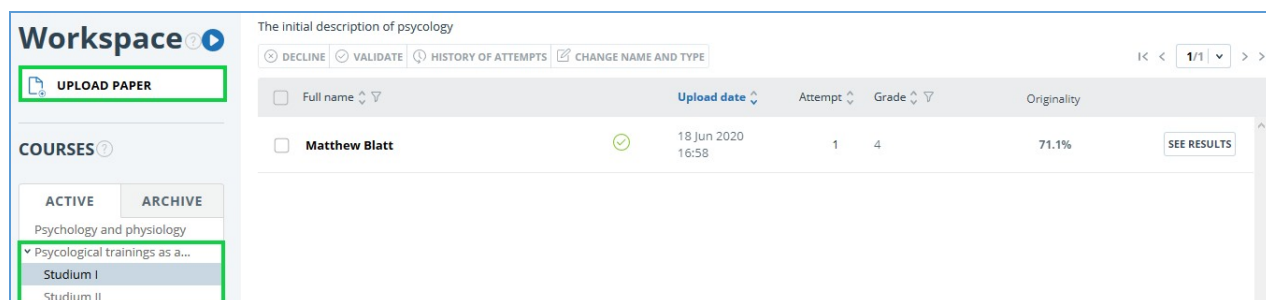 Workspace
UPLOAD PAPER
COURSES
ACTIVE ARCHIVE
Psychology and physiology
Psycological trainings as a...
Studium I
Studium II
The initial description of psycology
DECLINE VALIDATE HISTORY OF ATTEMPTS CHANGE NAME AND TYPE
1/1
Full name Upload date Attempt Grade Originality
Matthew Blatt 18 Jun 2020 1 4 71.1% SEE RESULTS
16:58